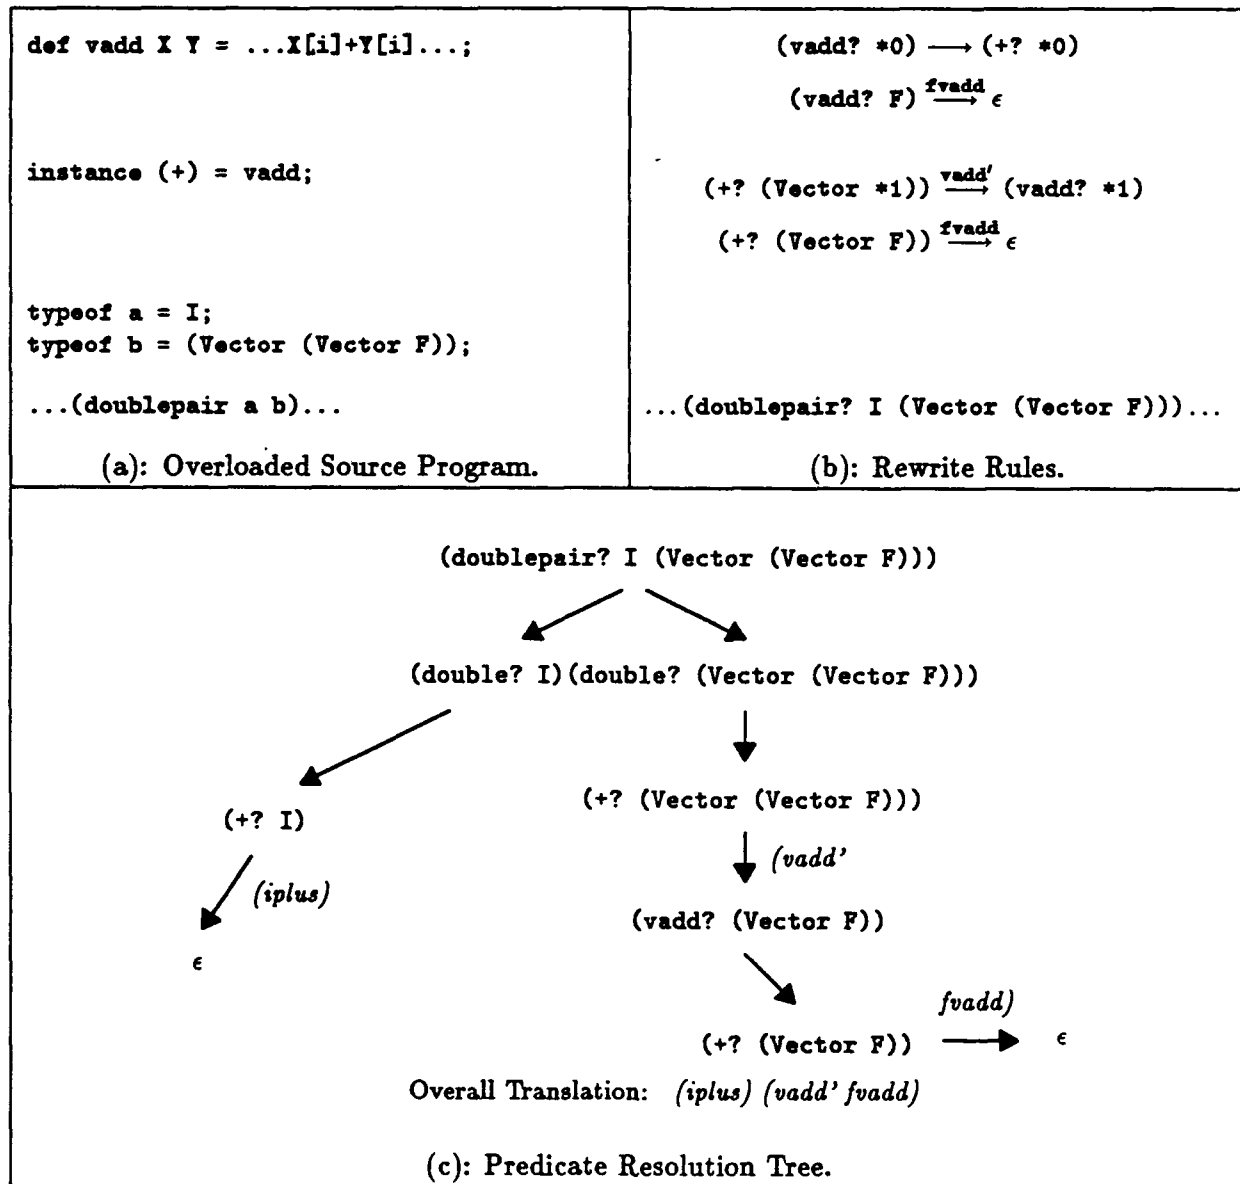 def vadd X Y = ...X[i]+Y[i]...;
instance (+) = vadd;
typeof a = I;
typeof b = (Vector (Vector F));
...(doublepair a b)...
(a): Overloaded Source Program.
(vadd? *0) ⟶ (+? *0)
fvadd
(vadd? F) ⟶ ϵ
vadd'
(+? (Vector *1)) ⟶ (vadd? *1)
fvadd
(+? (Vector F)) ⟶ ϵ
...(doublepair? I (Vector (Vector F)))...
(b): Rewrite Rules.
(doublepair? I (Vector (Vector F)))
(double? I)(double? (Vector (Vector F)))
(+? (Vector (Vector F)))
(+? I)
(vadd'
(iplus)
(vadd? (Vector F))
ϵ
fvadd)
(+? (Vector F))
ϵ
Overall Translation: (iplus) (vadd' fvadd)
(c): Predicate Resolution Tree.